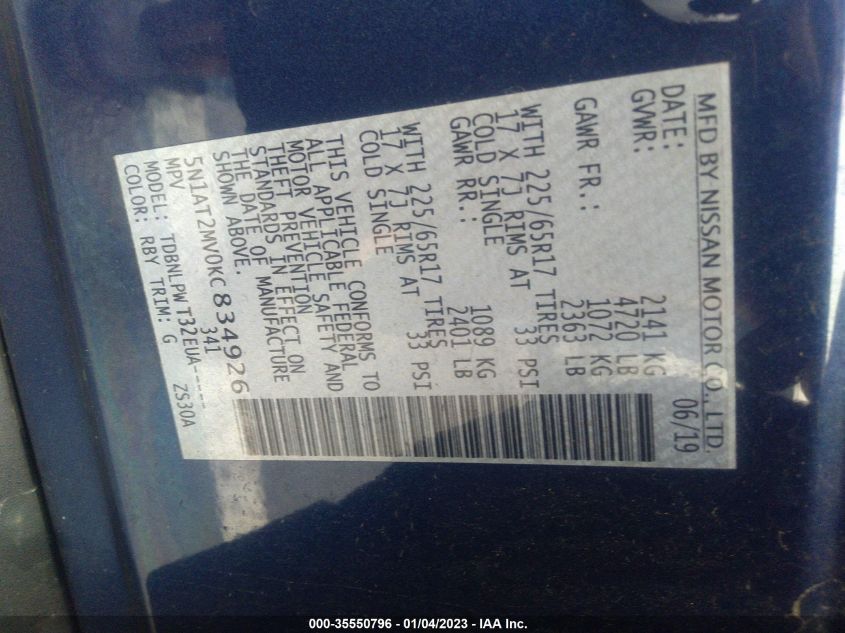 MFD BY NISSAN MOTOR CO., LTD.
DATE: 06/19
GVWR: 2141 KG
4720 LB
GAWR FR.: 1072 KG
2363 LB
WITH 225/65R17 TIRES
17 X 7J RIMS AT 33 PSI
COLD SINGLE
GAWR RR.: 1089 KG
2401 LB
WITH 225/65R17 TIRES
17 X 7J RIMS AT 33 PSI
COLD SINGLE
THIS VEHICLE CONFORMS TO
ALL APPLICABLE FEDERAL
MOTOR VEHICLE SAFETY AND
THEFT PREVENTION
STANDARDS IN EFFECT ON
THE DATE OF MANUFACTURE
SHOWN ABOVE.
5N1AT2MV0KC834926
MPV 341
MODEL: TDBNLPW T32EUA-----
COLOR: RBY TRIM: G ZS30A
000-35550796 - 01/04/2023 - IAA Inc.